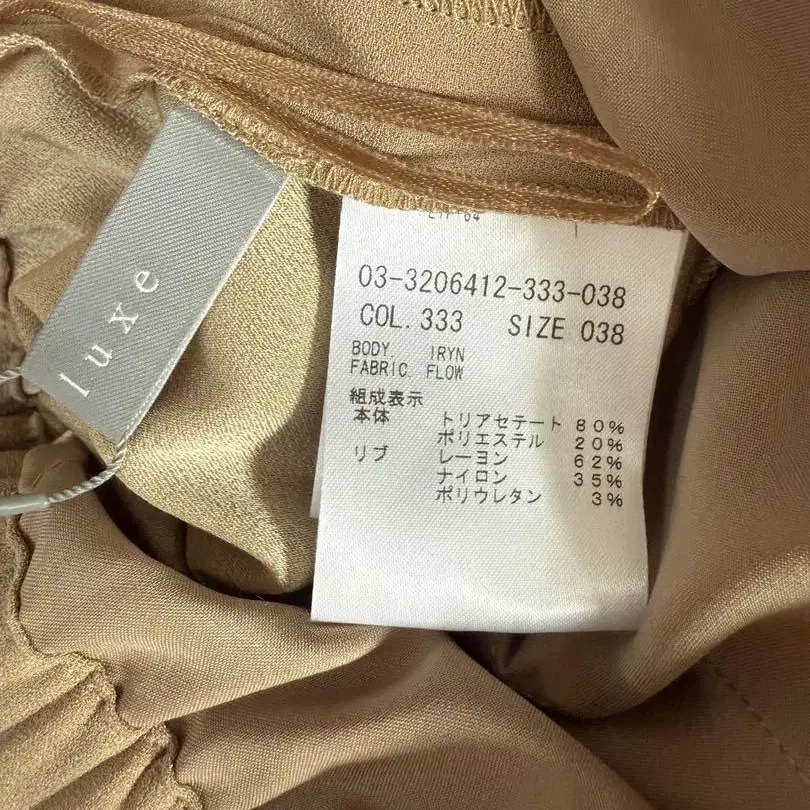 luxe
03-3206412-333-038
COL. 333 SIZE 038
BODY. IRYN
FABRIC. FLOW
組成表示
本体 トリアセテート 80%
ポリエステル 20%
リブ レーヨン 62%
ナイロン 35%
ポリウレタン 3%